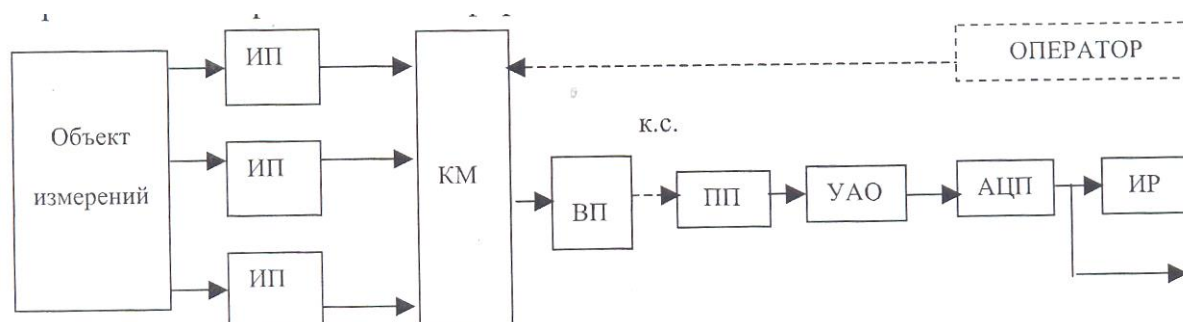 ИП
ОПЕРАТОР
Объект
измерений
к.с.
ИП
КМ
ВП
ПП
УАО
АЦП
ИР
ИП